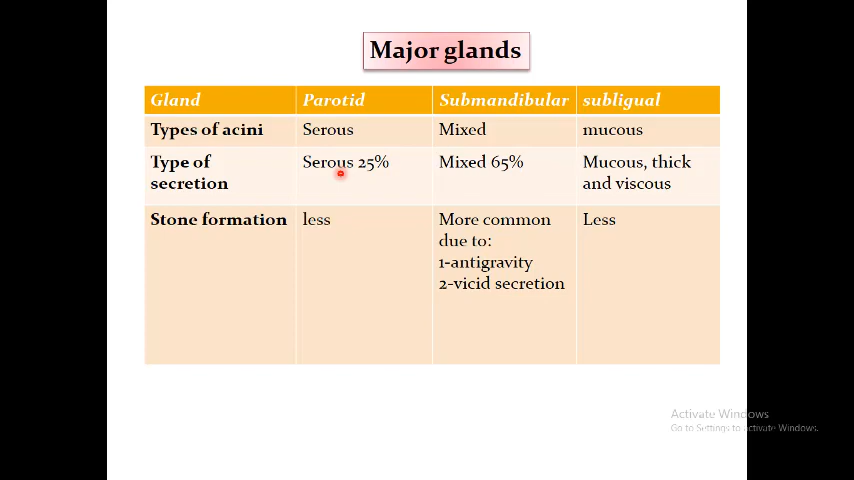 Major glands
Gland Parotid Submandibular subligual
Types of acini Serous Mixed mucous
Type of Serous 25% Mixed 65% Mucous, thick
secretion and viscous
Stone formation less More common Less
due to:
1-antigravity
2-vicid secretion
Activate Windows
Go to Settings to Activate Windows.